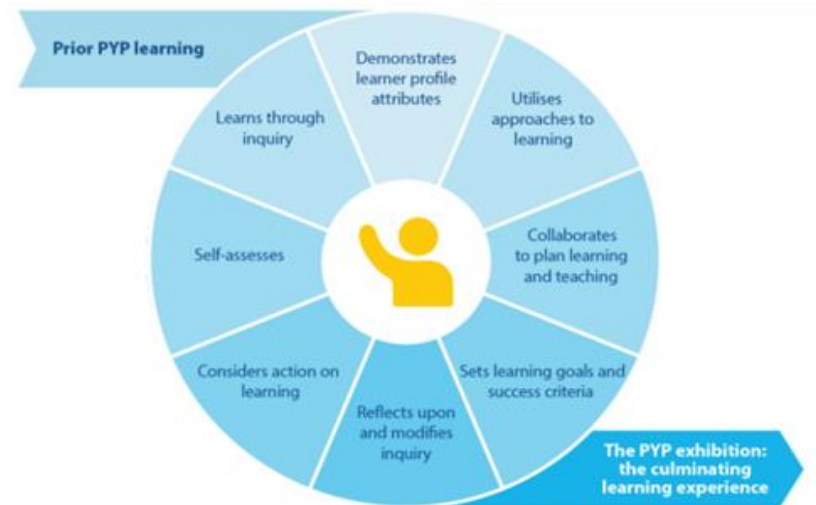 Prior PYP learning
Demonstrates
learner profile
attributes
Utilises
approaches to
learning
Collaborates
to plan learning
and teaching
Sets learning goals and
success criteria
Reflects upon
and modifies
inquiry
Considers action on
learning
Self-assesses
Learns through
inquiry
The PYP exhibition:
the culminating
learning experience